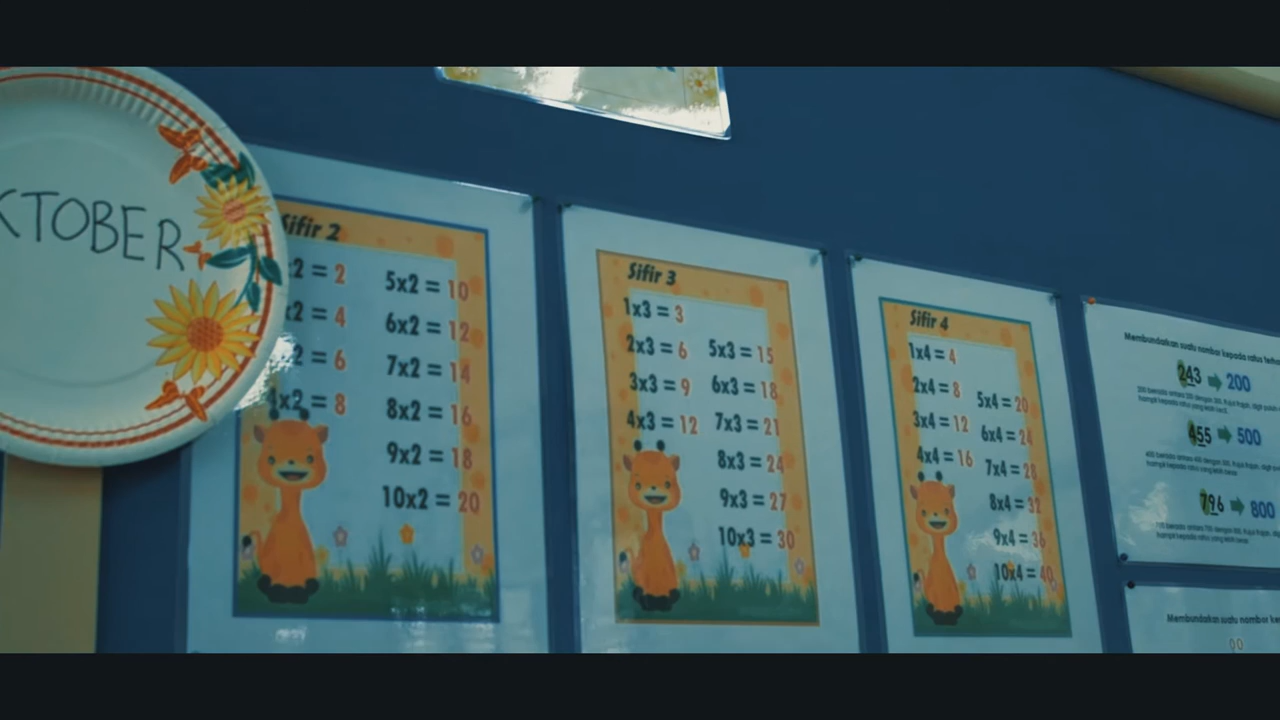 KTOBER
Sifir 2
x2 = 2
x2 = 4
2 = 6
4x2 = 8
5x2 = 10
6x2 = 12
7x2 = 14
8x2 = 16
9x2 = 18
10x2 = 20
Sifir 3
1x3 = 3
2x3 = 6
3x3 = 9
4x3 = 12
5x3 = 15
6x3 = 18
7x3 = 21
8x3 = 24
9x3 = 27
10x3 = 30
Sifir 4
1x4 = 4
2x4 = 8
3x4 = 12
4x4 = 16
5x4 = 20
6x4 = 24
7x4 = 28
8x4 = 32
9x4 = 36
10x4 = 40
Membundarkan suatu nombor kepada ratus
243 200
455 500
796 800
Membundarkan suatu nombor